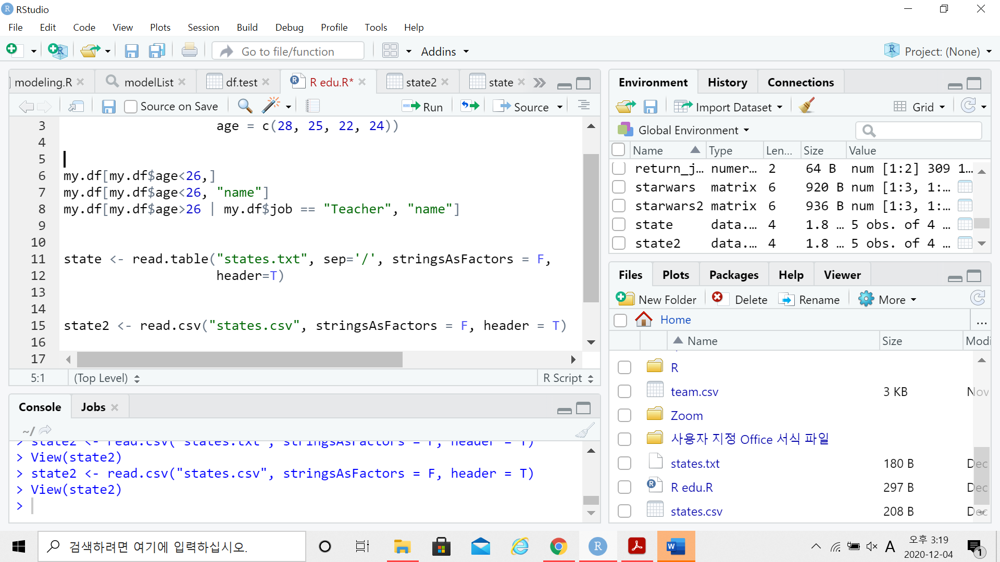 RStudio
File Edit Code View Plots Session Build Debug Profile Tools Help
Go to file/function Addins Project: (None)
modeling.R modelList df.test R edu.R* state2 state
Source on Save Run Source
3 age = c(28, 25, 22, 24))
4
5
6 my.df[my.df$age<26,]
7 my.df[my.df$age<26, "name"]
8 my.df[my.df$age>26 | my.df$job == "Teacher", "name"]
9
10
11 state <- read.table("states.txt", sep='/', stringsAsFactors = F,
12 header=T)
13
14
15 state2 <- read.csv("states.csv", stringsAsFactors = F, header = T)
16
17
5:1 (Top Level) R Script
Console Jobs
~/
> state2 <- read.csv("states.txt", stringsAsFactors = F, header = T)
> View(state2)
> state2 <- read.csv("states.csv", stringsAsFactors = F, header = T)
> View(state2)
>
Environment History Connections
Import Dataset Grid
Global Environment
Name Type Len... Size Value
return_j... numer... 2 64 B num [1:2] 309 1...
starwars matrix 6 920 B num [1:3, 1:...
starwars2 matrix 6 936 B num [1:3, 1:...
state data.... 4 1.8 ... 5 obs. of 4 ...
state2 data.... 4 1.8 ... 5 obs. of 4 ...
Files Plots Packages Help Viewer
New Folder Delete Rename More
Home ...
Name Size Modi
R
team.csv 3 KB Nov
Zoom
사용자 지정 Office 서식 파일
states.txt 180 B Dec
R edu.R 297 B Dec
states.csv 208 B Dec
검색하려면 여기에 입력하십시오.
A 오후 3:19
2020-12-04
1